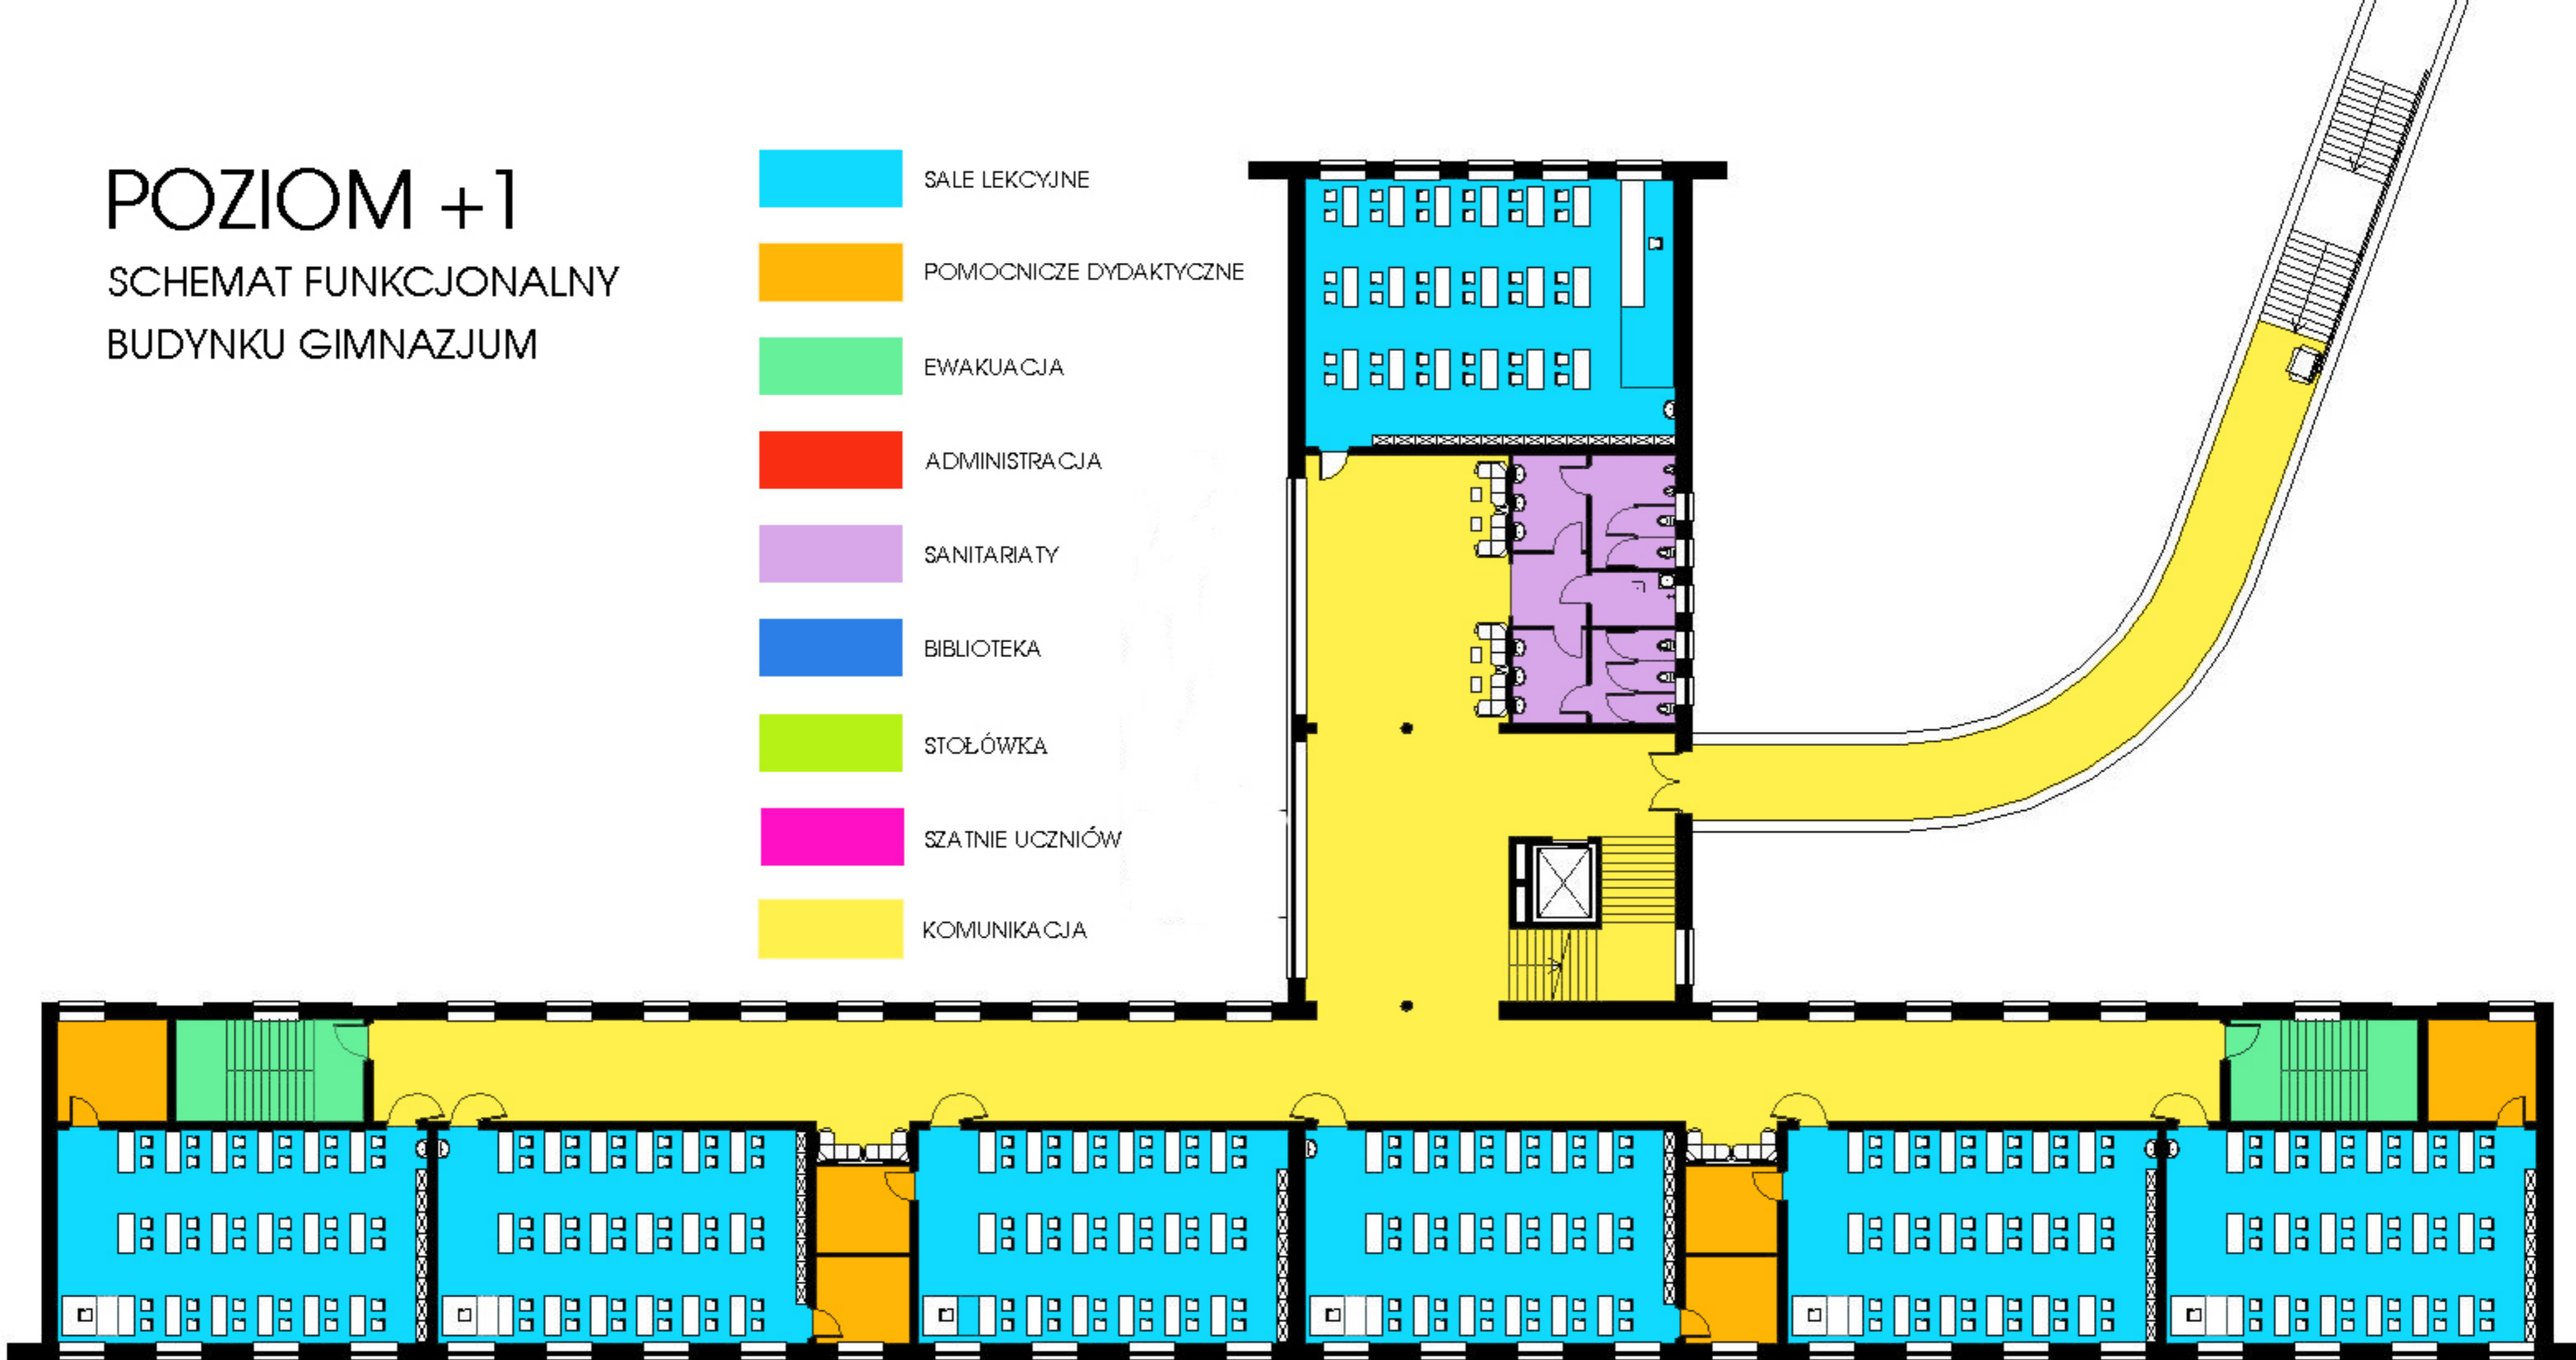 POZIOM +1
SCHEMAT FUNKCJONALNY
BUDYNKU GIMNAZJUM
SALE LEKCYJNE
POMOCNICZE DYDAKTYCZNE
EWAKUACJA
ADMINISTRACJA
SANITARIATY
BIBLIOTEKA
STOŁÓWKA
SZATNIE UCZNIÓW
KOMUNIKACJA